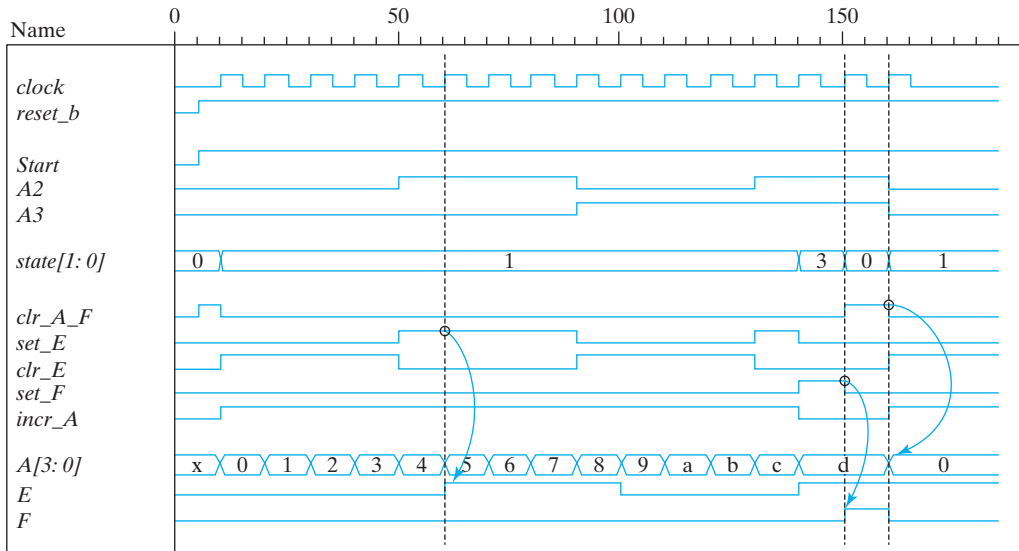 0 50 100 150
Name
clock
reset_b
Start
A2
A3
state[1: 0] 0 1 3 0 1
clr_A_F
set_E
clr_E
set_F
incr_A
A[3: 0] x 0 1 2 3 4 5 6 7 8 9 a b c d 0
E
F